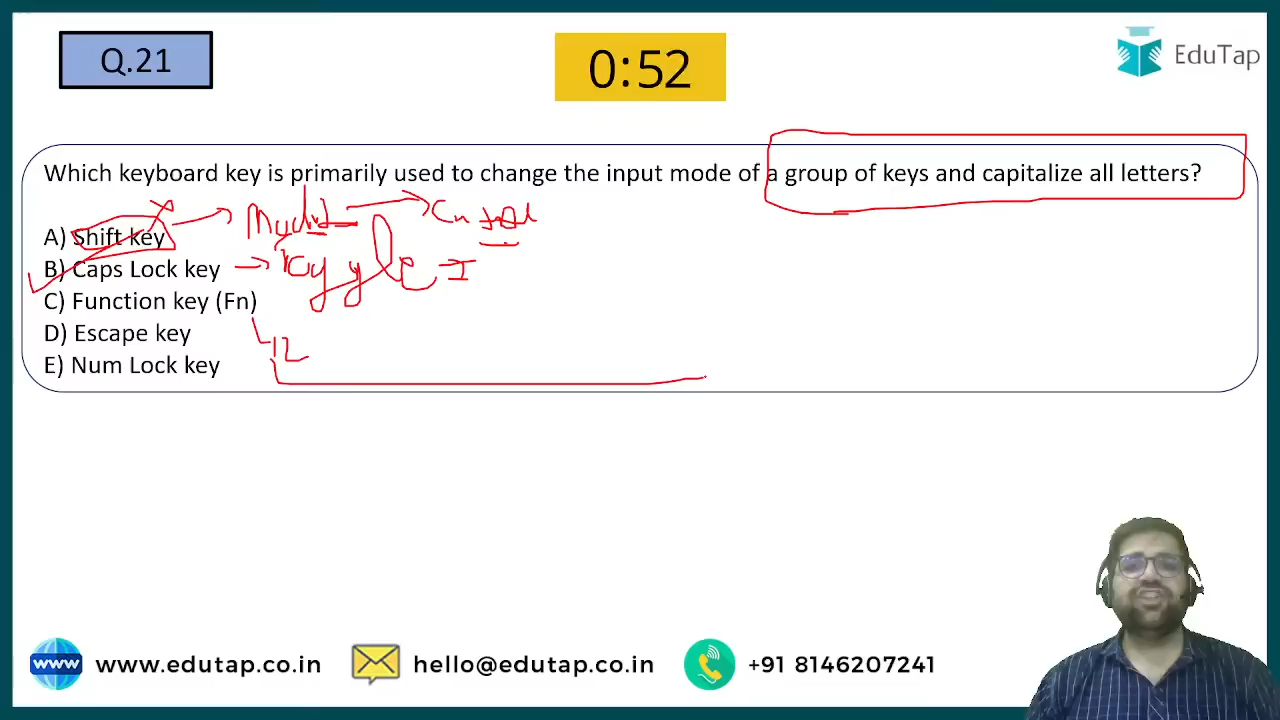 Q.21
0:52
EduTap
Which keyboard key is primarily used to change the input mode of a group of keys and capitalize all letters?
A) Shift key
B) Caps Lock key
C) Function key (Fn)
D) Escape key
E) Num Lock key
12
www
www.edutap.co.in
hello@edutap.co.in
+91 8146207241